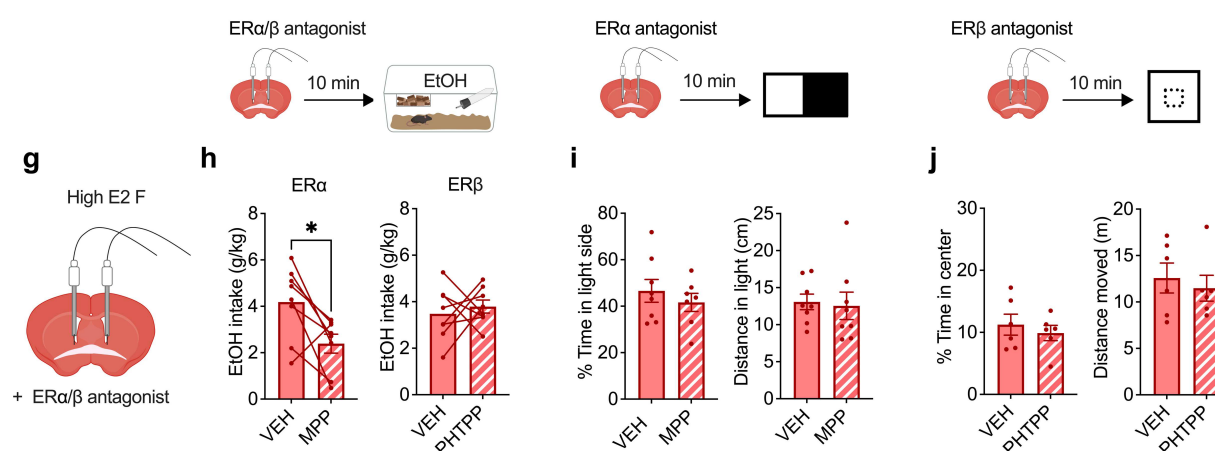 ERα/β antagonist
10 min
EtOH
ERα antagonist
10 min
ERβ antagonist
10 min
g
High E2 F
+ ERα/β antagonist
h
ERα
EtOH intake (g/kg)
8
6
4
2
0
*
VEH
MPP
ERβ
EtOH intake (g/kg)
8
6
4
2
0
VEH
PHTPP
i
% Time in light side
80
60
40
20
0
VEH
MPP
Distance in light (cm)
25
20
15
10
5
0
VEH
MPP
j
% Time in center
30
20
10
0
VEH
PHTPP
Distance moved (m)
20
15
10
5
0
VEH
PHTPP